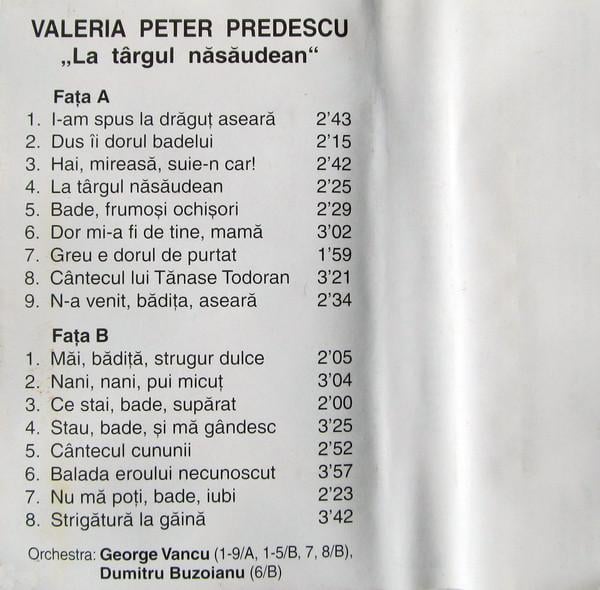 VALERIA PETER PREDESCU
„La târgul năsăudean“
Fața A
1. I-am spus la drăguț aseară 2'43
2. Dus îi dorul badelui 2'15
3. Hai, mireasă, suie-n car! 2'42
4. La târgul năsăudean 2'25
5. Bade, frumoși ochișori 2'29
6. Dor mi-a fi de tine, mamă 3'02
7. Greu e dorul de purtat 1'59
8. Cântecul lui Tănase Todoran 3'21
9. N-a venit, bădița, aseară 2'34
Fața B
1. Măi, bădiță, strugur dulce 2'05
2. Nani, nani, pui micuț 3'04
3. Ce stai, bade, supărat 2'00
4. Stau, bade, și mă gândesc 3'25
5. Cântecul cununii 2'52
6. Balada eroului necunoscut 3'57
7. Nu mă poți, bade, iubi 2'23
8. Strigătură la găină 3'42
Orchestra: George Vancu (1-9/A, 1-5/B, 7, 8/B),
Dumitru Buzoianu (6/B)